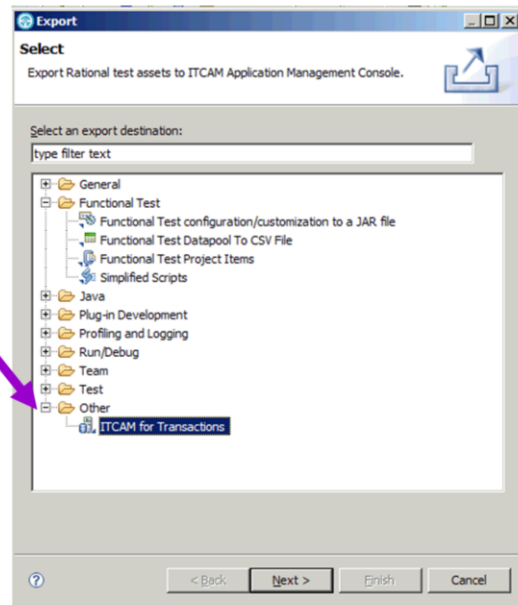 Export
Select
Export Rational test assets to ITCAM Application Management Console.
Select an export destination:
type filter text
General
Functional Test
Functional Test configuration/customization to a JAR file
Functional Test Datapool To CSV File
Functional Test Project Items
Simplified Scripts
Java
Plug-in Development
Profiling and Logging
Run/Debug
Team
Test
Other
ITCAM for Transactions
? < Back Next > Finish Cancel